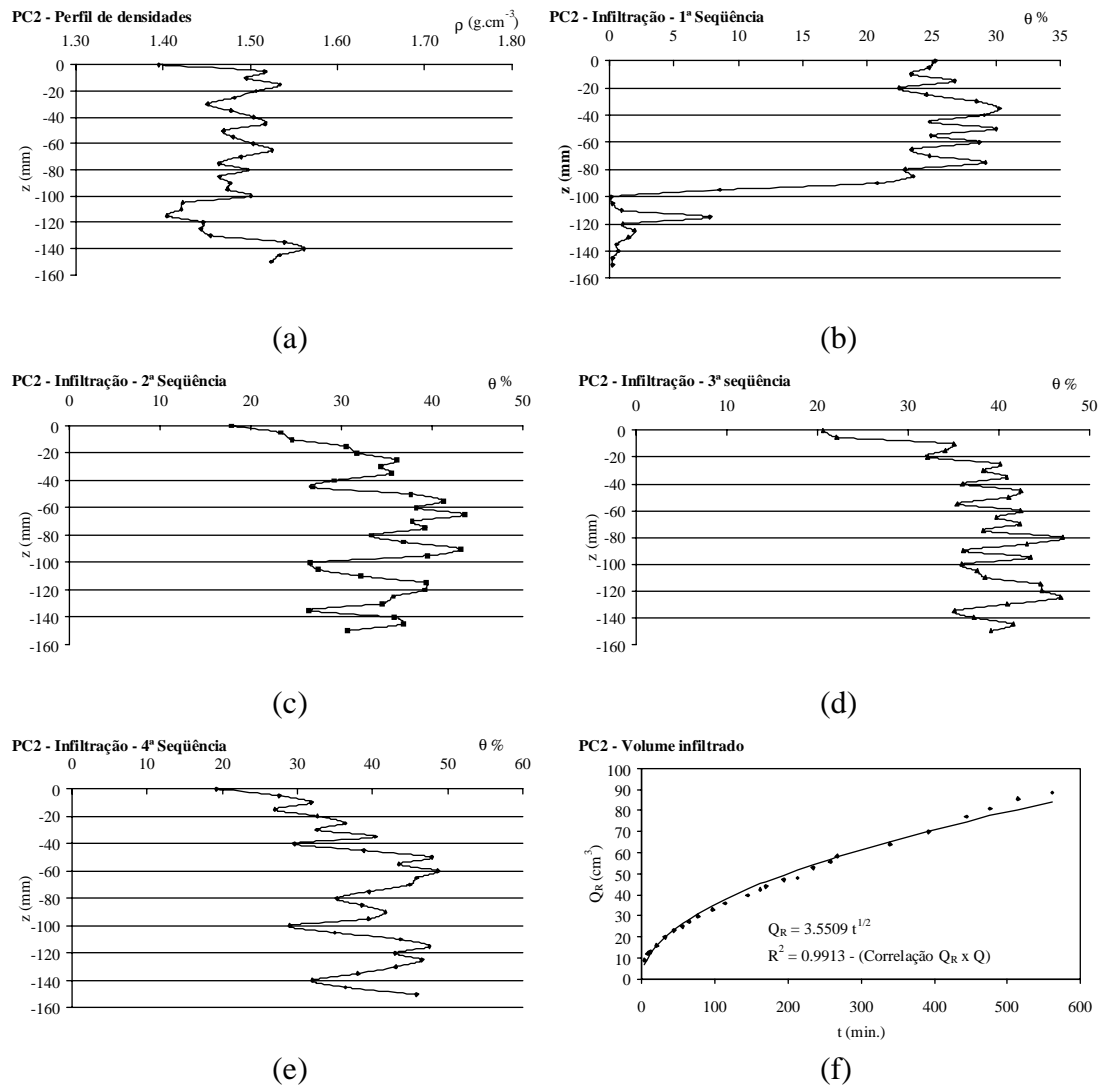 PC2 - Perfil de densidades
ρ (g.cm-3)
1.30 1.40 1.50 1.60 1.70 1.80
0
-20
-40
-60
-80
-100
-120
-140
-160
z (mm)
(a)
PC2 - Infiltração - 1ª Seqüência
θ %
0 5 10 15 20 25 30 35
0
-20
-40
-60
-80
-100
-120
-140
-160
z (mm)
(b)
PC2 - Infiltração - 2ª Seqüência
θ %
0 10 20 30 40 50
0
-20
-40
-60
-80
-100
-120
-140
-160
z (mm)
(c)
PC2 - Infiltração - 3ª seqüência
θ %
0 10 20 30 40 50
0
-20
-40
-60
-80
-100
-120
-140
-160
z (mm)
(d)
PC2 - Infiltração - 4ª Seqüência
θ %
0 10 20 30 40 50 60
0
-20
-40
-60
-80
-100
-120
-140
-160
z (mm)
(e)
PC2 - Volume infiltrado
100
90
80
70
60
50
40
30
20
10
0
QR (cm3)
QR = 3.5509 t1/2
R2 = 0.9913 - (Correlação QR x Q)
0 100 200 300 400 500 600
t (min.)
(f)